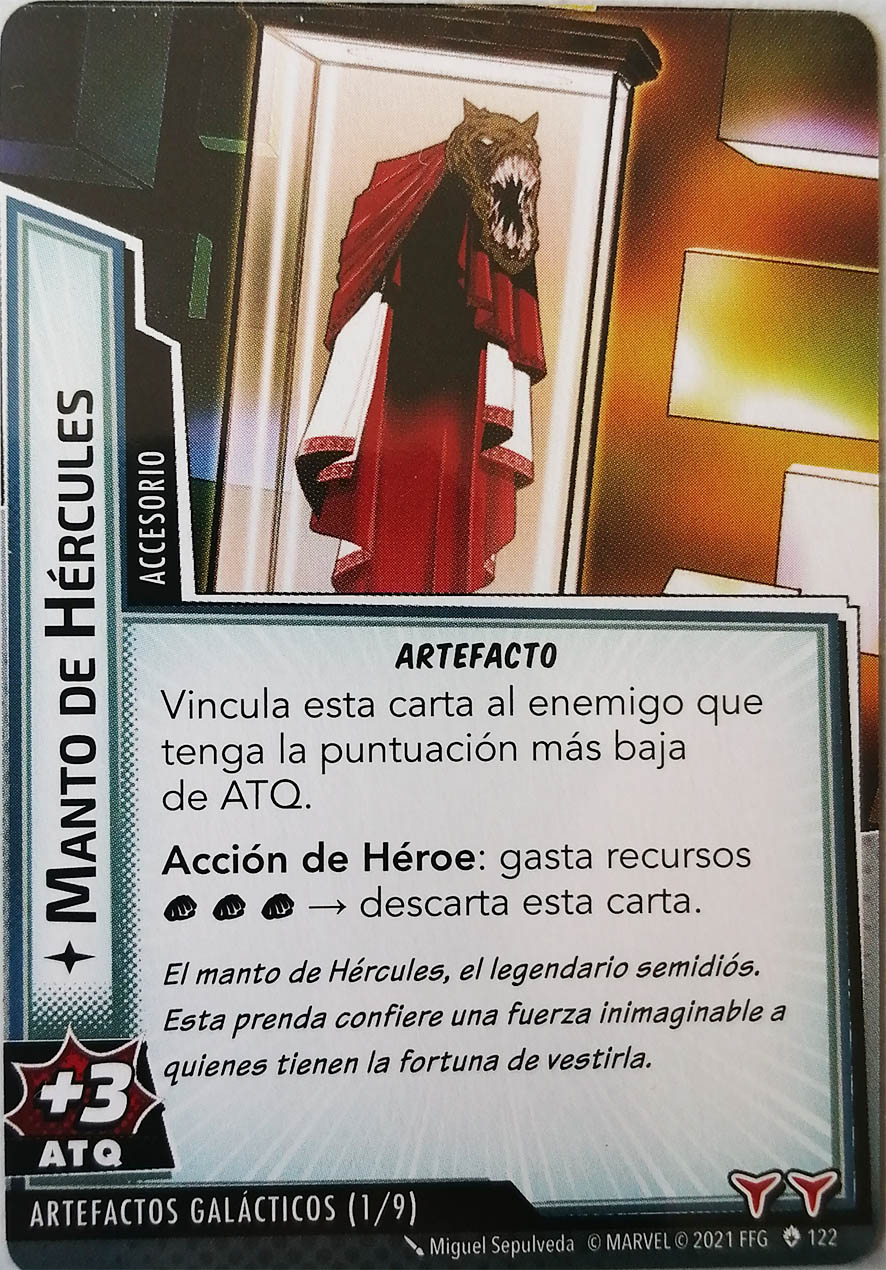 MANTO DE HÉRCULES
ACCESORIO
ARTEFACTO
Vincula esta carta al enemigo que
tenga la puntuación más baja
de ATQ.
Acción de Héroe: gasta recursos
→ descarta esta carta.
El manto de Hércules, el legendario semidiós.
Esta prenda confiere una fuerza inimaginable a
quienes tienen la fortuna de vestirla.
+3
ATQ
ARTEFACTOS GALÁCTICOS (1/9)
Miguel Sepulveda © MARVEL © 2021 FFG 122